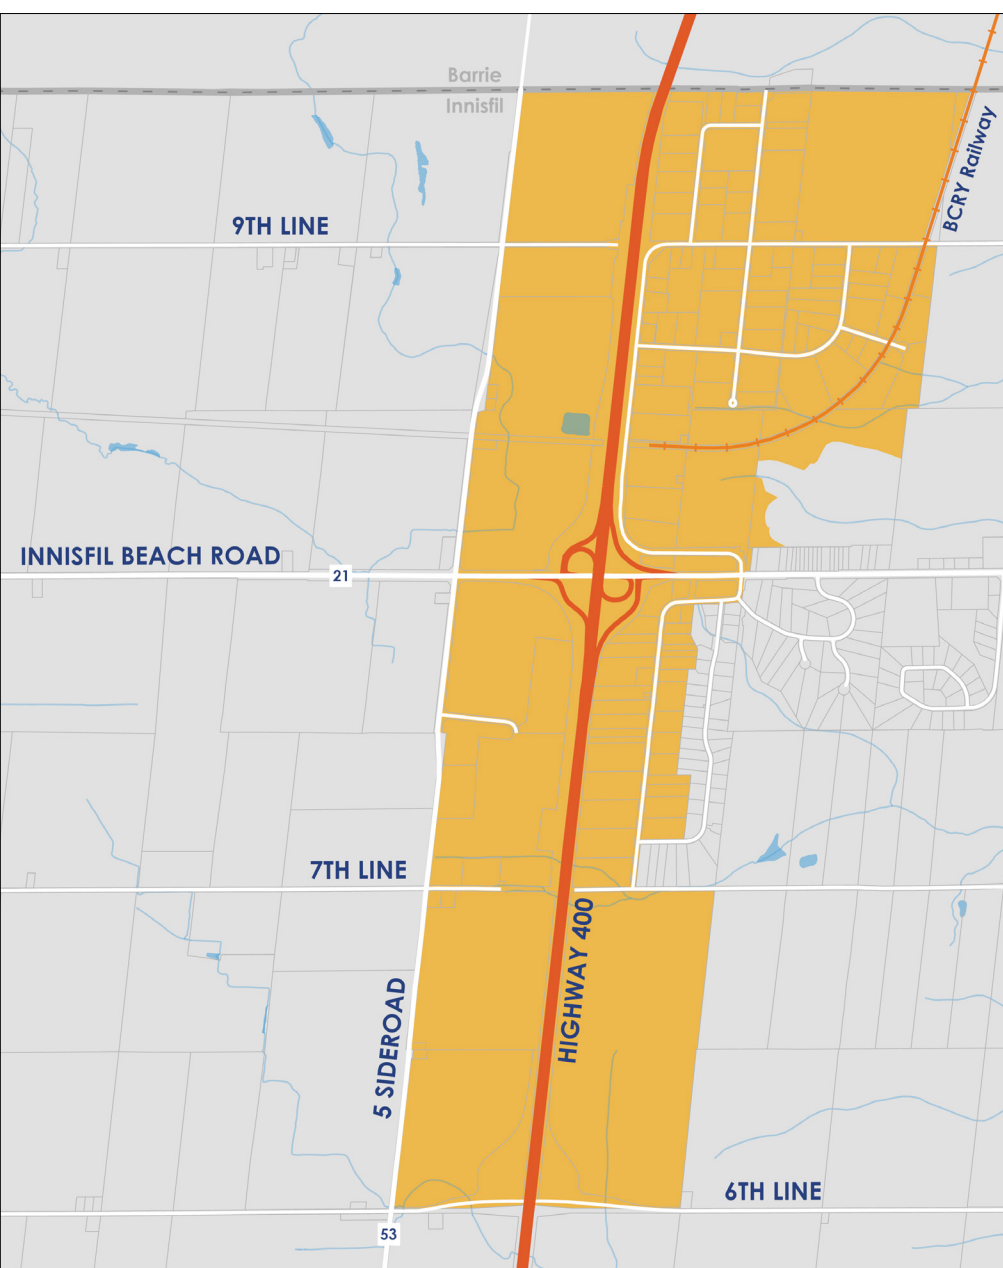 Barrie
Innisfil
BCRY Railway
9TH LINE
INNISFIL BEACH ROAD
21
7TH LINE
HIGHWAY 400
5 SIDEROAD
6TH LINE
53